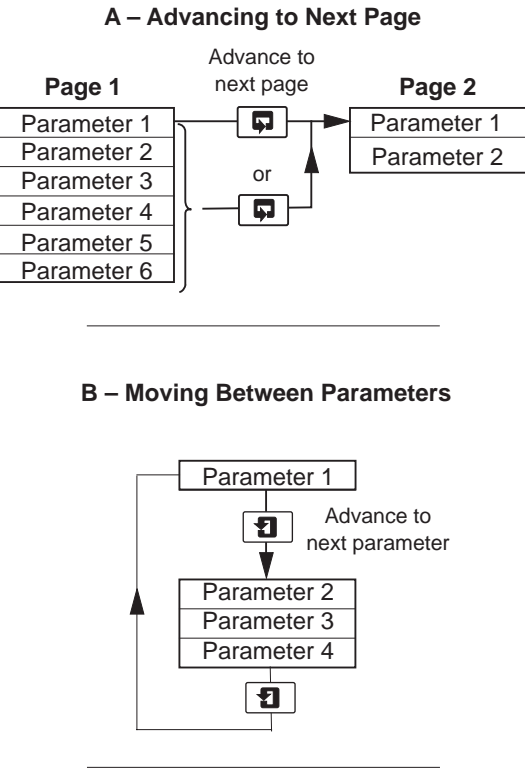 A – Advancing to Next Page
Advance to
next page
Page 1
Page 2
Parameter 1
Parameter 2
Parameter 3
Parameter 4
Parameter 5
Parameter 6
or
Parameter 1
Parameter 2
B – Moving Between Parameters
Parameter 1
Advance to
next parameter
Parameter 2
Parameter 3
Parameter 4